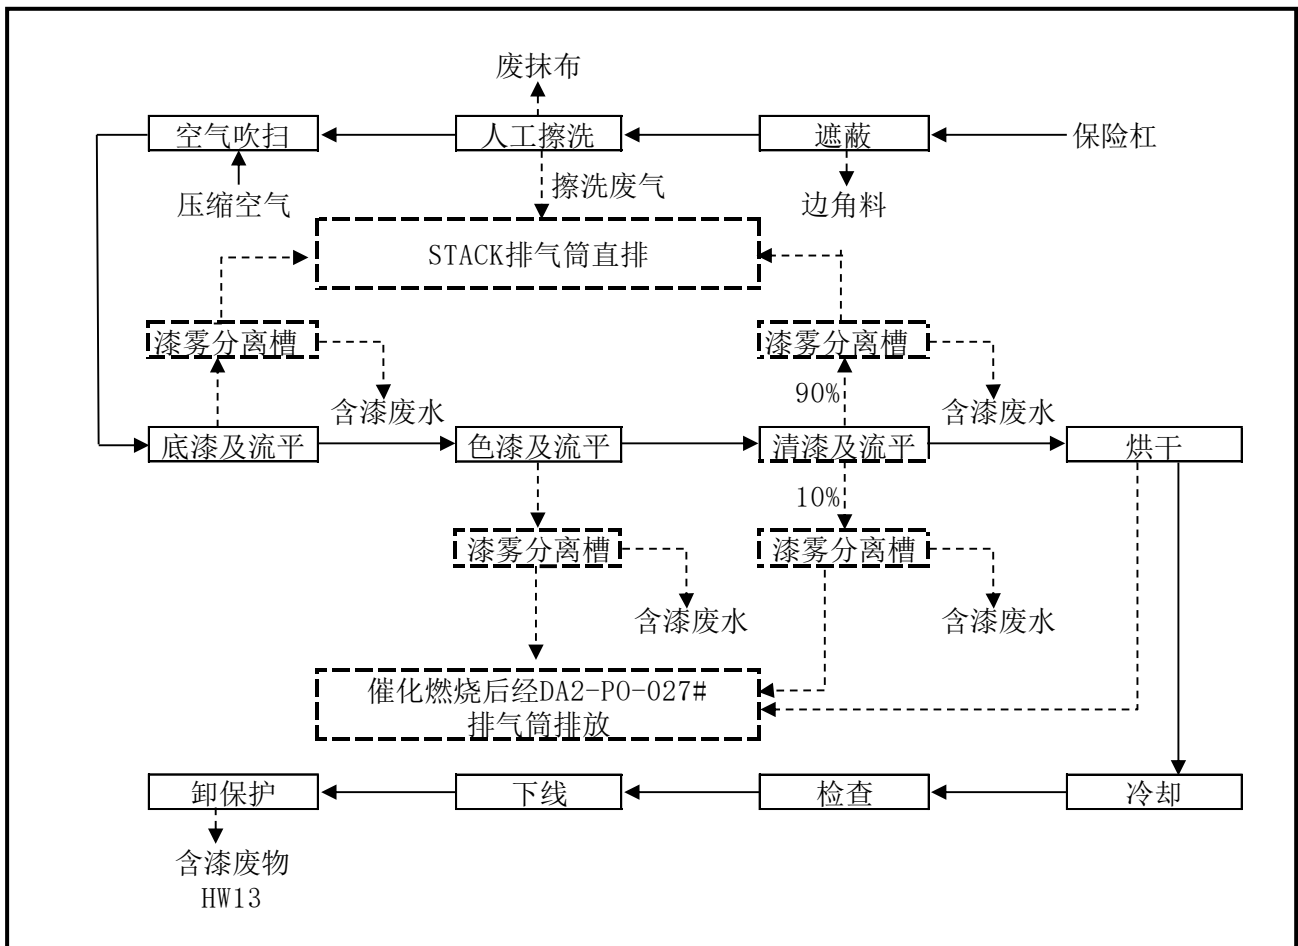 废抹布
空气吹扫
人工擦洗
遮蔽
保险杠
压缩空气
擦洗废气
边角料
STACK排气筒直排
漆雾分离槽
漆雾分离槽
90%
含漆废水
含漆废水
底漆及流平
色漆及流平
清漆及流平
烘干
10%
漆雾分离槽
漆雾分离槽
含漆废水
含漆废水
催化燃烧后经DA2-PO-027#
排气筒排放
卸保护
下线
检查
冷却
含漆废物
HW13